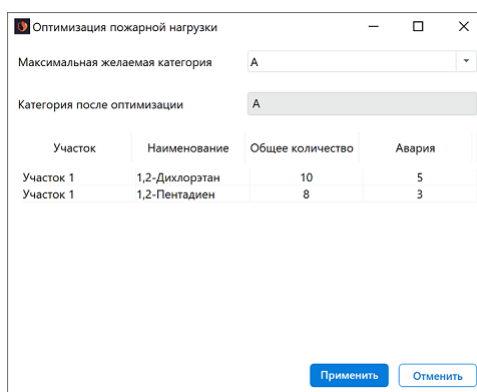 Оптимизация пожарной нагрузки
Максимальная желаемая категория А
Категория после оптимизации А
Участок Наименование Общее количество Авария
Участок 1 1,2-Дихлорэтан 10 5
Участок 1 1,2-Пентадиен 8 3
Применить Отменить